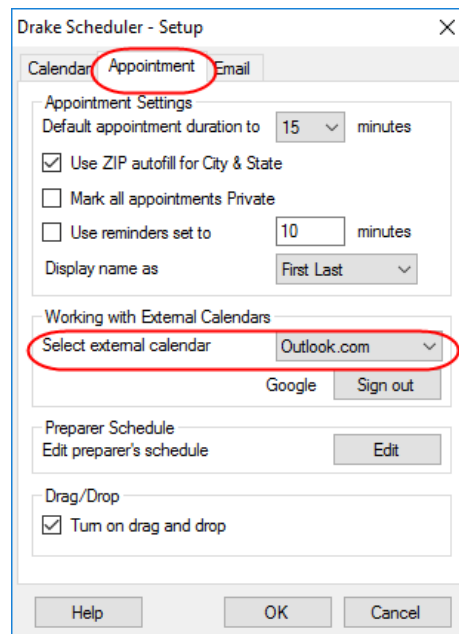 Drake Scheduler - Setup
Calendar Appointment Email
Appointment Settings
Default appointment duration to 15 minutes
Use ZIP autofill for City & State
Mark all appointments Private
Use reminders set to 10 minutes
Display name as First Last
Working with External Calendars
Select external calendar Outlook.com
Google Sign out
Preparer Schedule
Edit preparer's schedule Edit
Drag/Drop
Turn on drag and drop
Help OK Cancel